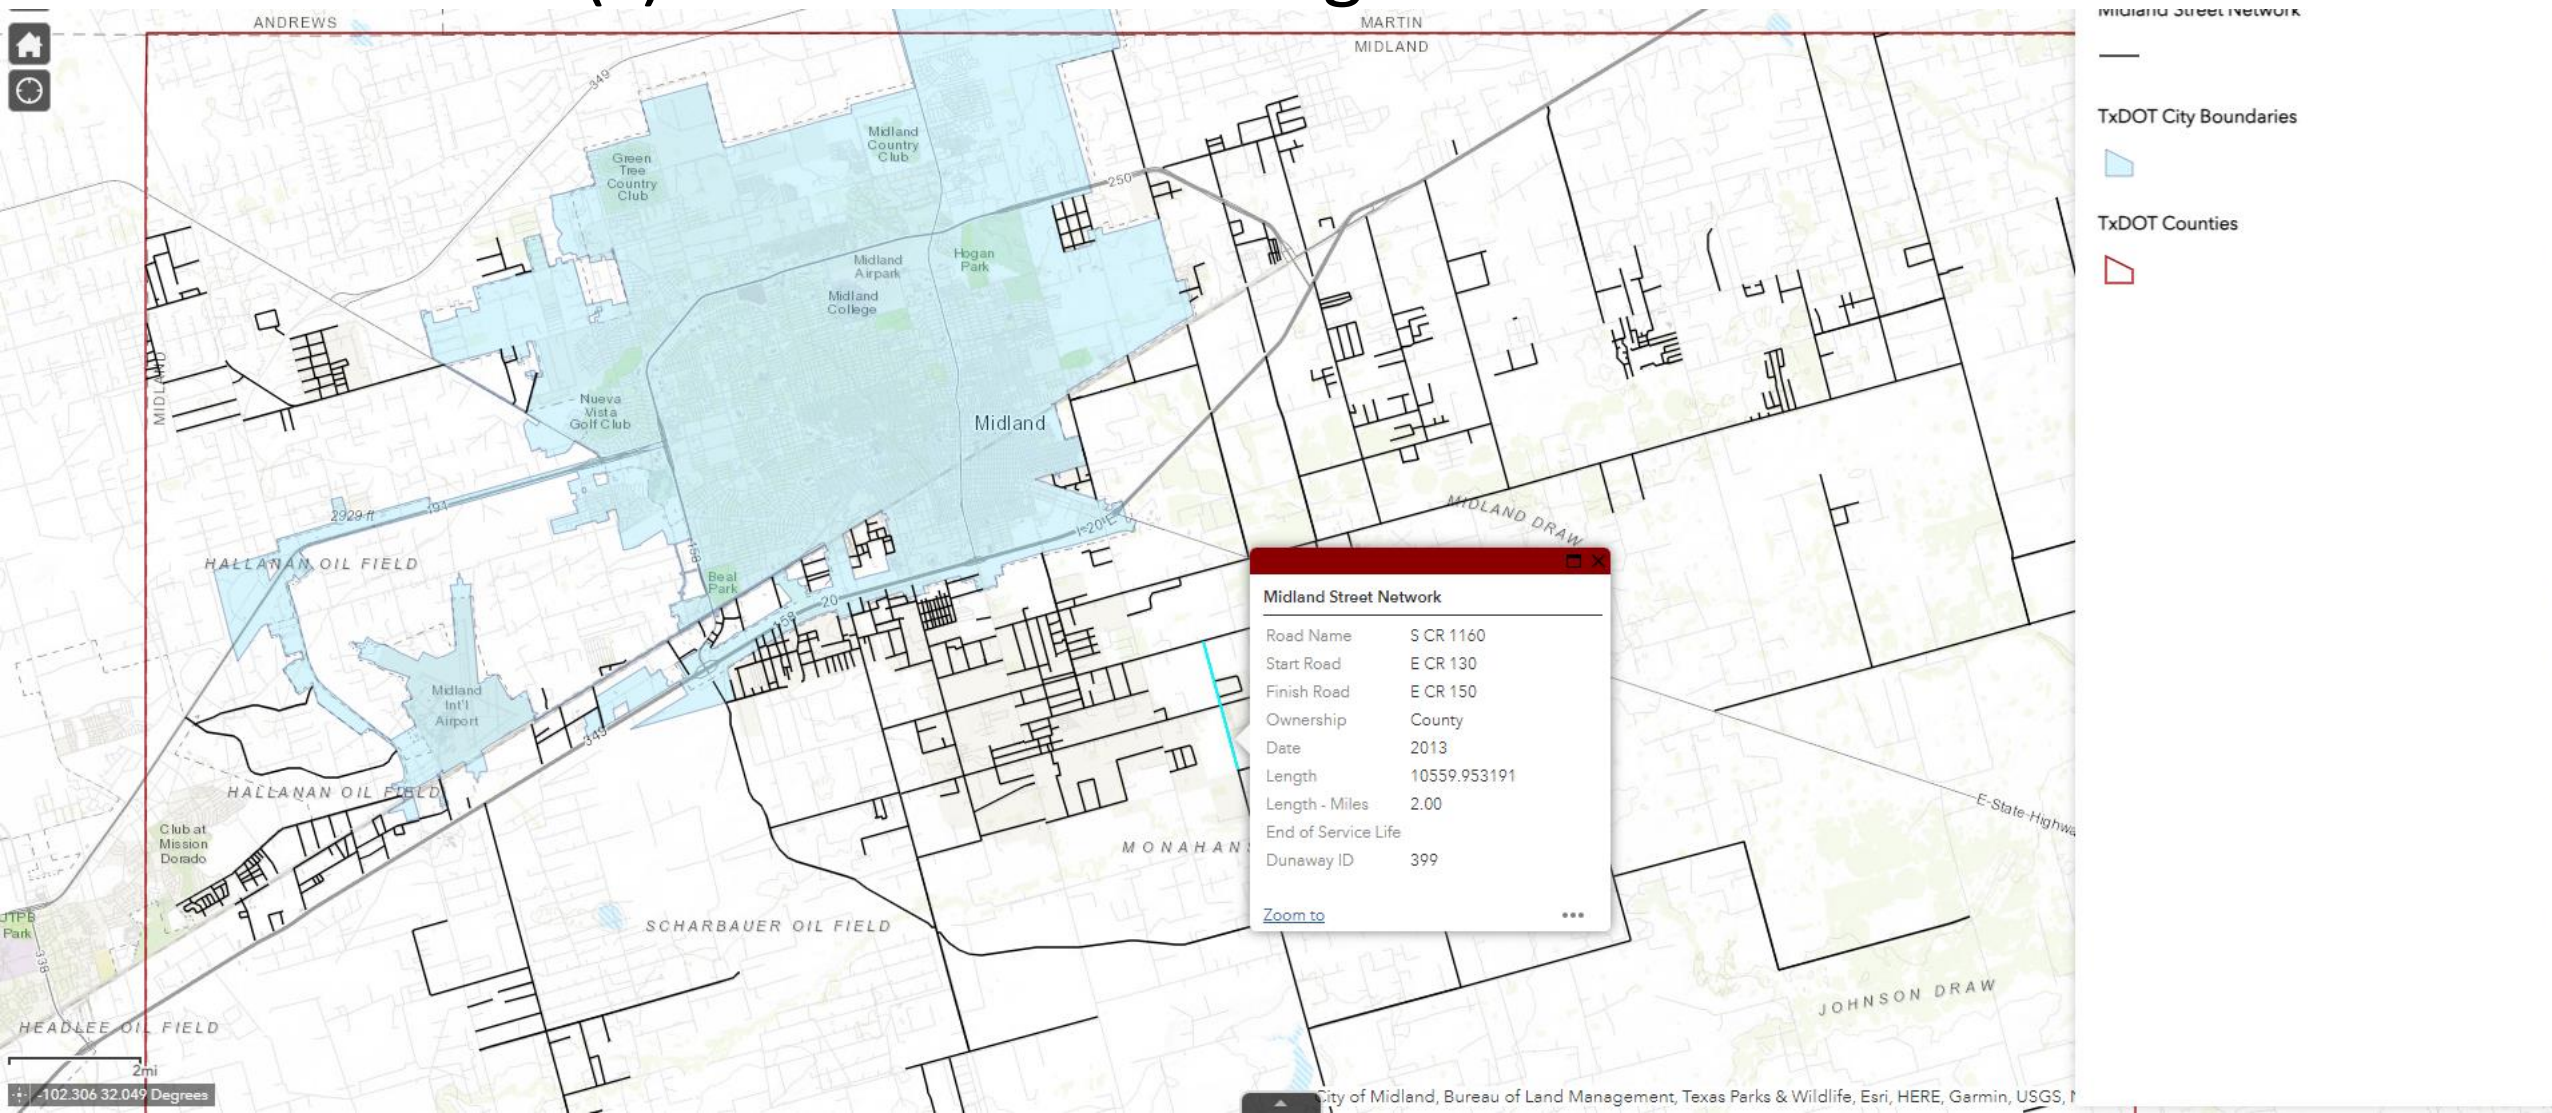 ANDREWS
MARTIN
MIDLAND
Midland Street Network
349
TxDOT City Boundaries
Midland
Country
Club
Green
Tree
Country
Club
250
TxDOT Counties
Hogan
Park
Midland
Airpark
Midland
College
MIDLAND
Nueva
Vista
Golf Club
Midland
2929 ft
191
MIDLAND DRAW
I-20 E
158
HALLANAN OIL FIELD
Beal
Park
20
158
Midland Street Network
Road Name S CR 1160
Start Road E CR 130
Finish Road E CR 150
Ownership County
Date 2013
Length 10559.953191
Length - Miles 2.00
End of Service Life
Dunaway ID 399
Zoom to
Midland
Int'l
Airport
349
HALLANAN OIL FIELD
E-State-Highwa
Club at
Mission
Dorado
MONAHANS
UTPB
Park
SCHARBAUER OIL FIELD
338
JOHNSON DRAW
HEADLEE OIL FIELD
2mi
-102.306 32.049 Degrees
City of Midland, Bureau of Land Management, Texas Parks & Wildlife, Esri, HERE, Garmin, USGS,